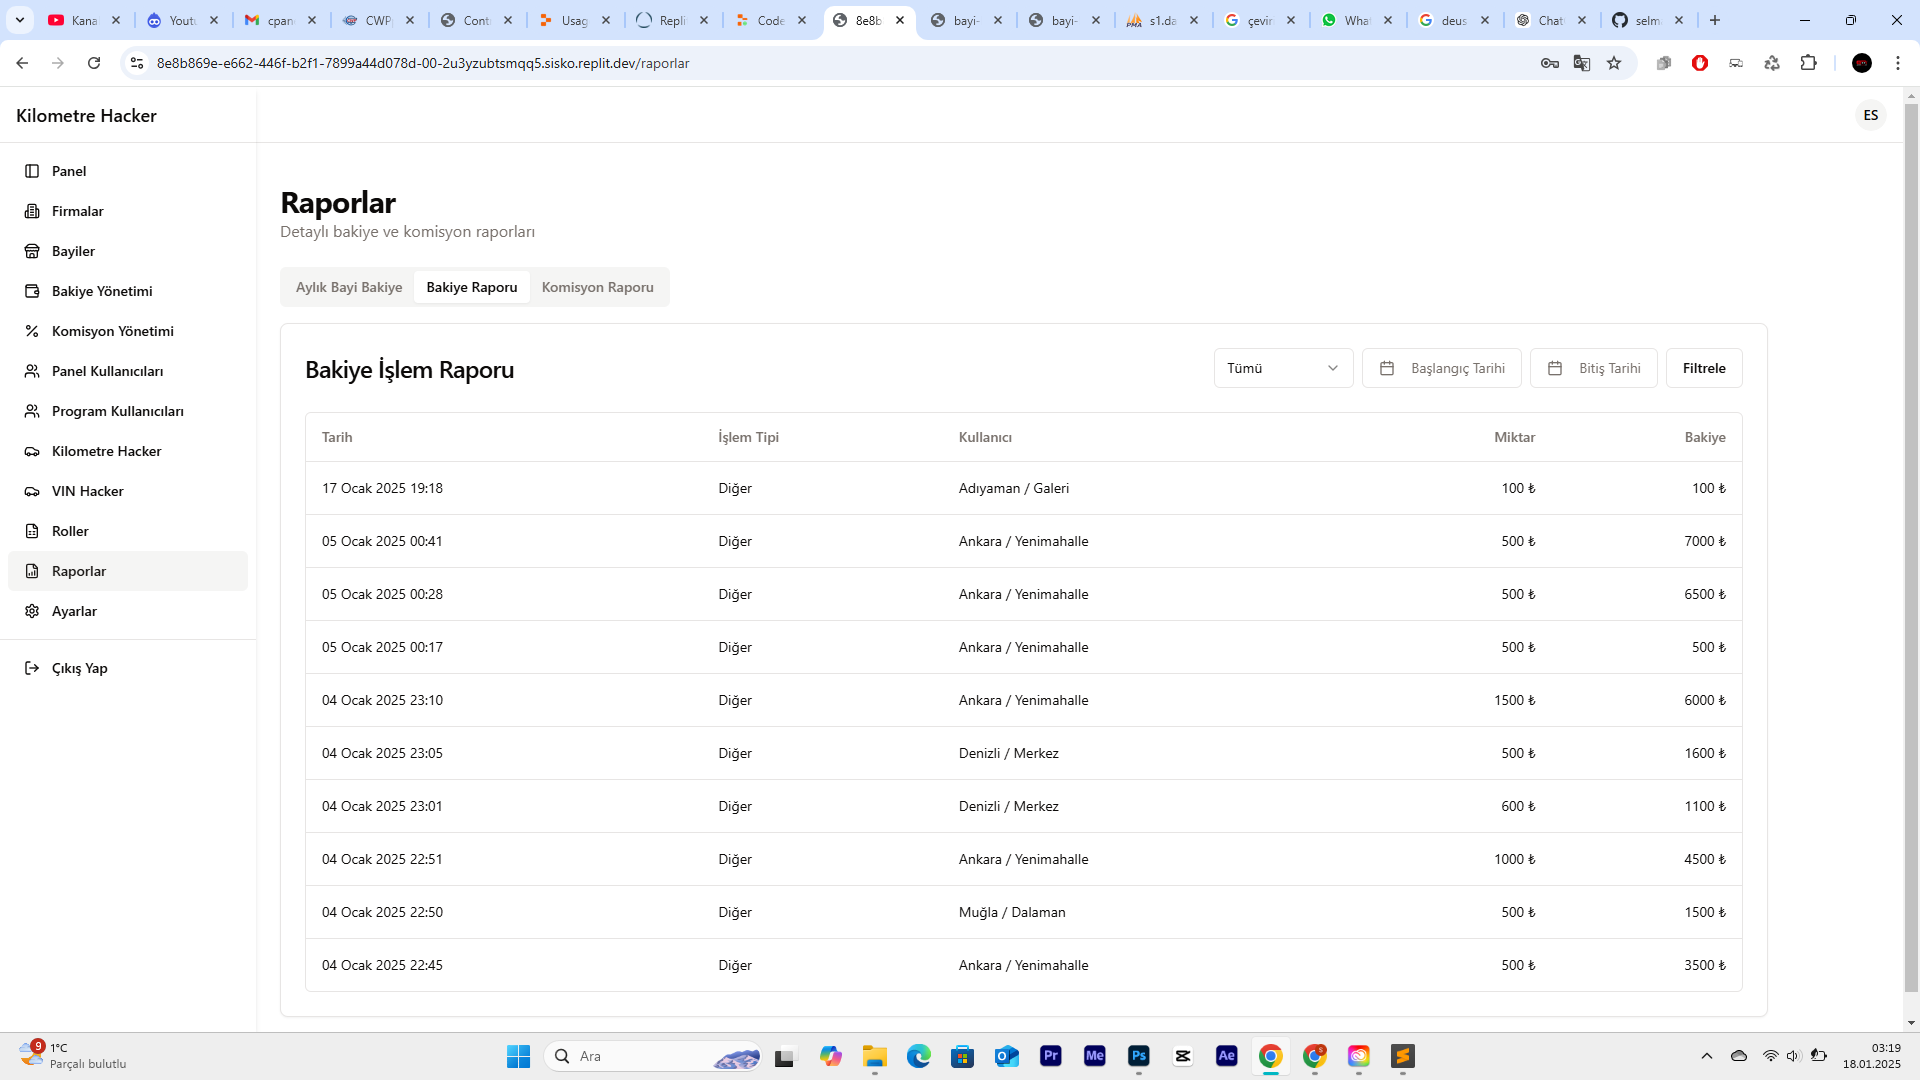 Kana
Youtu
cpan
CWP
Cont
Usag
Repli
Code
8e8b
bayi-
bayi-
s1.da
çevir
What
deus
Chat
selm
8e8b869e-e662-446f-b2f1-7899a44d078d-00-2u3yzubtsmqq5.sisko.replit.dev/raporlar
Kilometre Hacker
ES
Panel
Firmalar
Bayiler
Bakiye Yönetimi
Komisyon Yönetimi
Panel Kullanıcıları
Program Kullanıcıları
Kilometre Hacker
VIN Hacker
Roller
Raporlar
Ayarlar
Çıkış Yap
Raporlar
Detaylı bakiye ve komisyon raporları
Aylık Bayi Bakiye Bakiye Raporu Komisyon Raporu
Bakiye İşlem Raporu
Tümü Başlangıç Tarihi Bitiş Tarihi Filtrele
Tarih İşlem Tipi Kullanıcı Miktar Bakiye
17 Ocak 2025 19:18 Diğer Adıyaman / Galeri 100 ₺ 100 ₺
05 Ocak 2025 00:41 Diğer Ankara / Yenimahalle 500 ₺ 7000 ₺
05 Ocak 2025 00:28 Diğer Ankara / Yenimahalle 500 ₺ 6500 ₺
05 Ocak 2025 00:17 Diğer Ankara / Yenimahalle 500 ₺ 500 ₺
04 Ocak 2025 23:10 Diğer Ankara / Yenimahalle 1500 ₺ 6000 ₺
04 Ocak 2025 23:05 Diğer Denizli / Merkez 500 ₺ 1600 ₺
04 Ocak 2025 23:01 Diğer Denizli / Merkez 600 ₺ 1100 ₺
04 Ocak 2025 22:51 Diğer Ankara / Yenimahalle 1000 ₺ 4500 ₺
04 Ocak 2025 22:50 Diğer Muğla / Dalaman 500 ₺ 1500 ₺
04 Ocak 2025 22:45 Diğer Ankara / Yenimahalle 500 ₺ 3500 ₺
9
1°C
Parçalı bulutlu
Ara
Pr
Me
Ps
Ae
03:19
18.01.2025